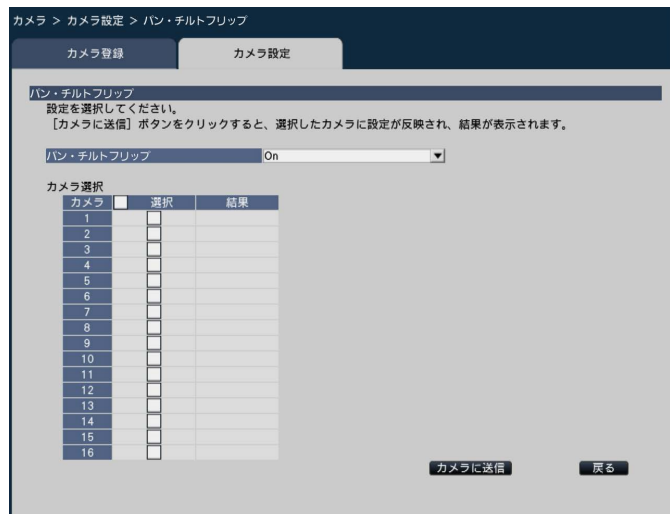 カメラ > カメラ設定 > パン・チルトフリップ
カメラ登録
カメラ設定
パン・チルトフリップ
設定を選択してください。
［カメラに送信］ボタンをクリックすると、選択したカメラに設定が反映され、結果が表示されます。
パン・チルトフリップ On
カメラ選択
カメラ 選択 結果
1
2
3
4
5
6
7
8
9
10
11
12
13
14
15
16
カメラに送信 戻る